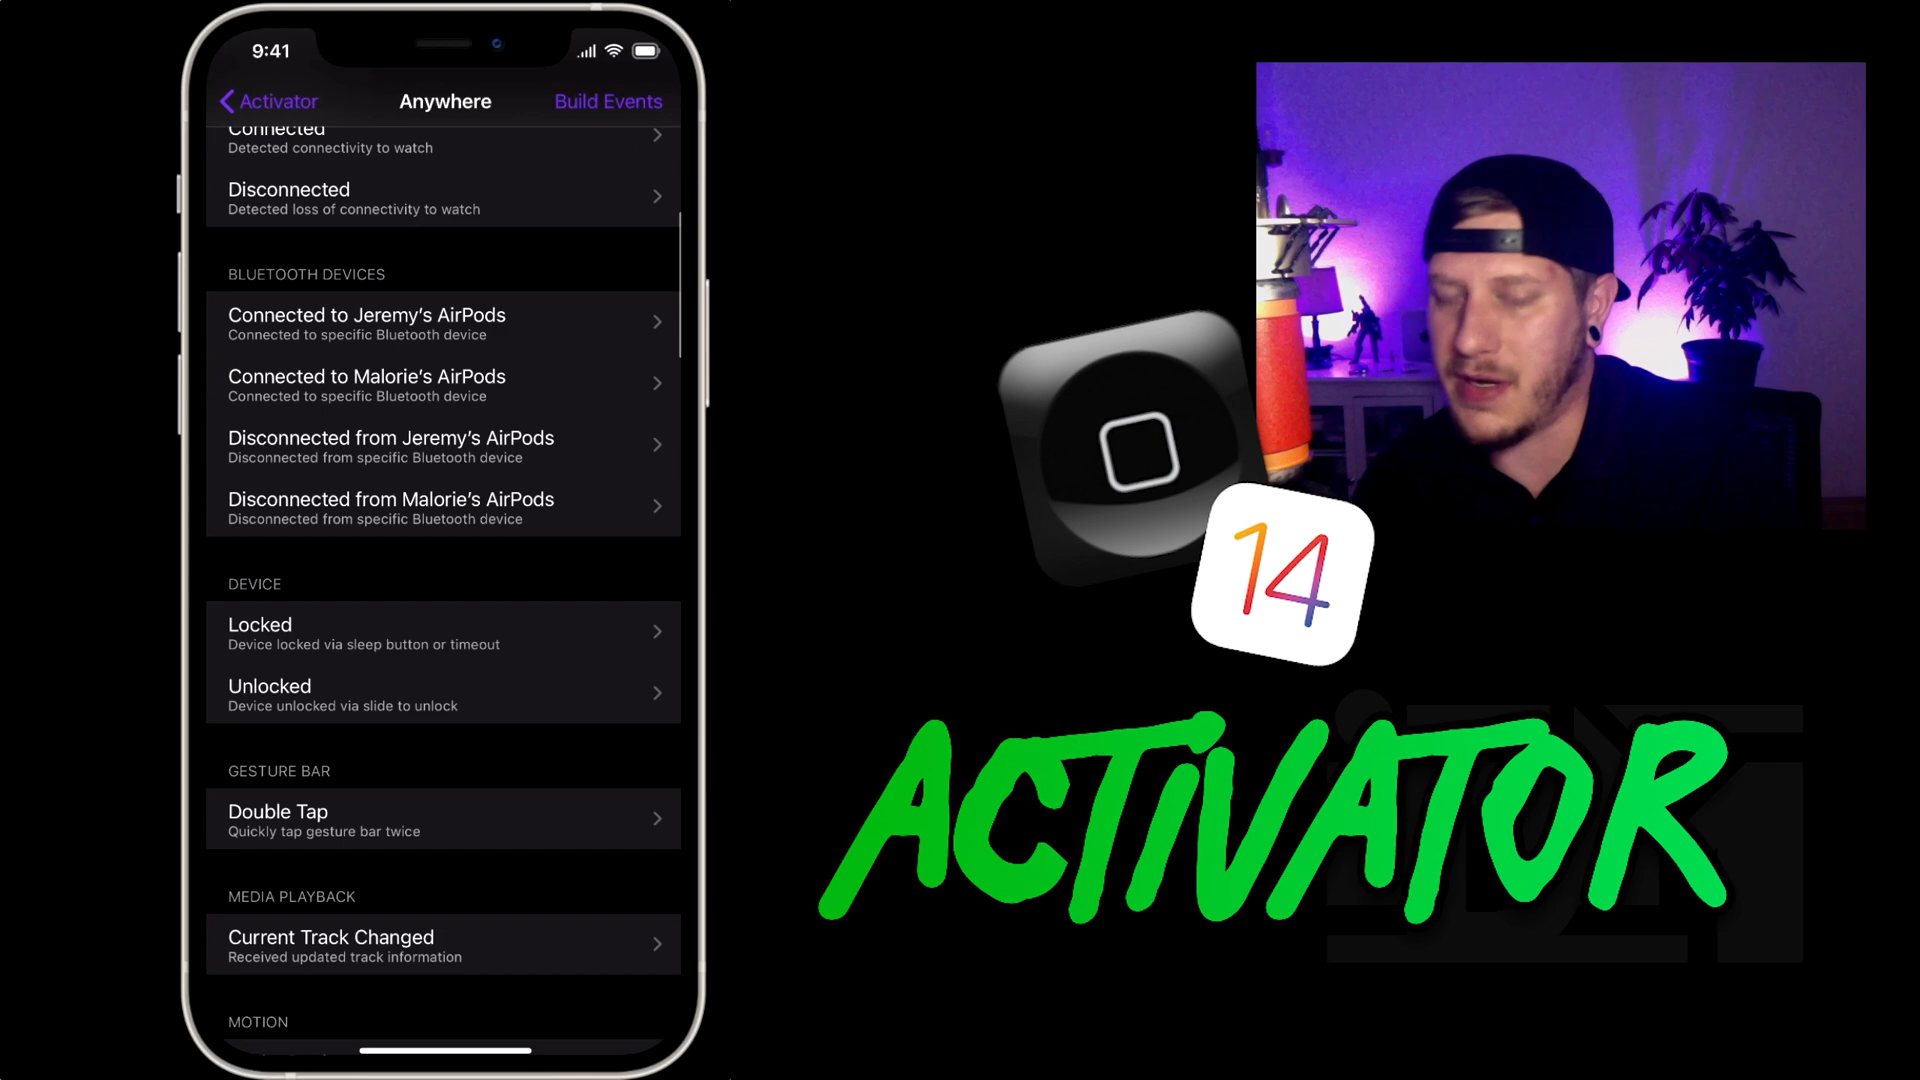 9:41
Activator
Anywhere
Build Events
Connected
Detected connectivity to watch
Disconnected
Detected loss of connectivity to watch
BLUETOOTH DEVICES
Connected to Jeremy’s AirPods
Connected to specific Bluetooth device
Connected to Malorie’s AirPods
Connected to specific Bluetooth device
Disconnected from Jeremy’s AirPods
Disconnected from specific Bluetooth device
Disconnected from Malorie’s AirPods
Disconnected from specific Bluetooth device
DEVICE
Locked
Device locked via sleep button or timeout
Unlocked
Device unlocked via slide to unlock
GESTURE BAR
Double Tap
Quickly tap gesture bar twice
MEDIA PLAYBACK
Current Track Changed
Received updated track information
MOTION
14
ACTiVATOR